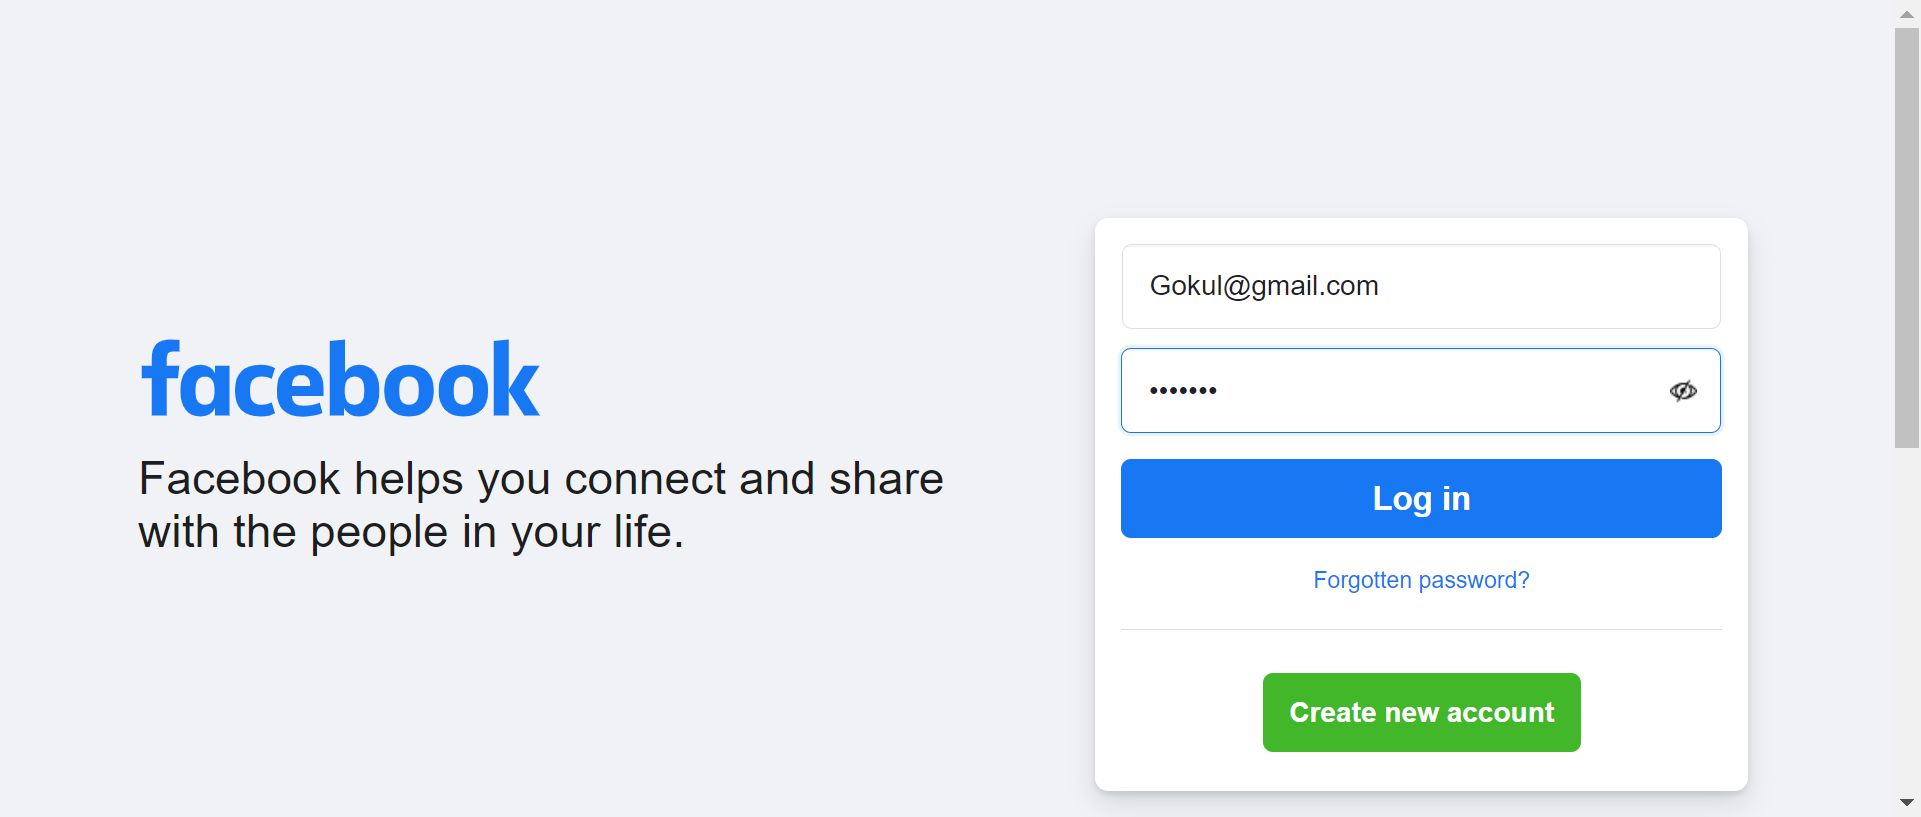 facebook
Facebook helps you connect and share
with the people in your life.
Gokul@gmail.com
•••••••
Log in
Forgotten password?
Create new account